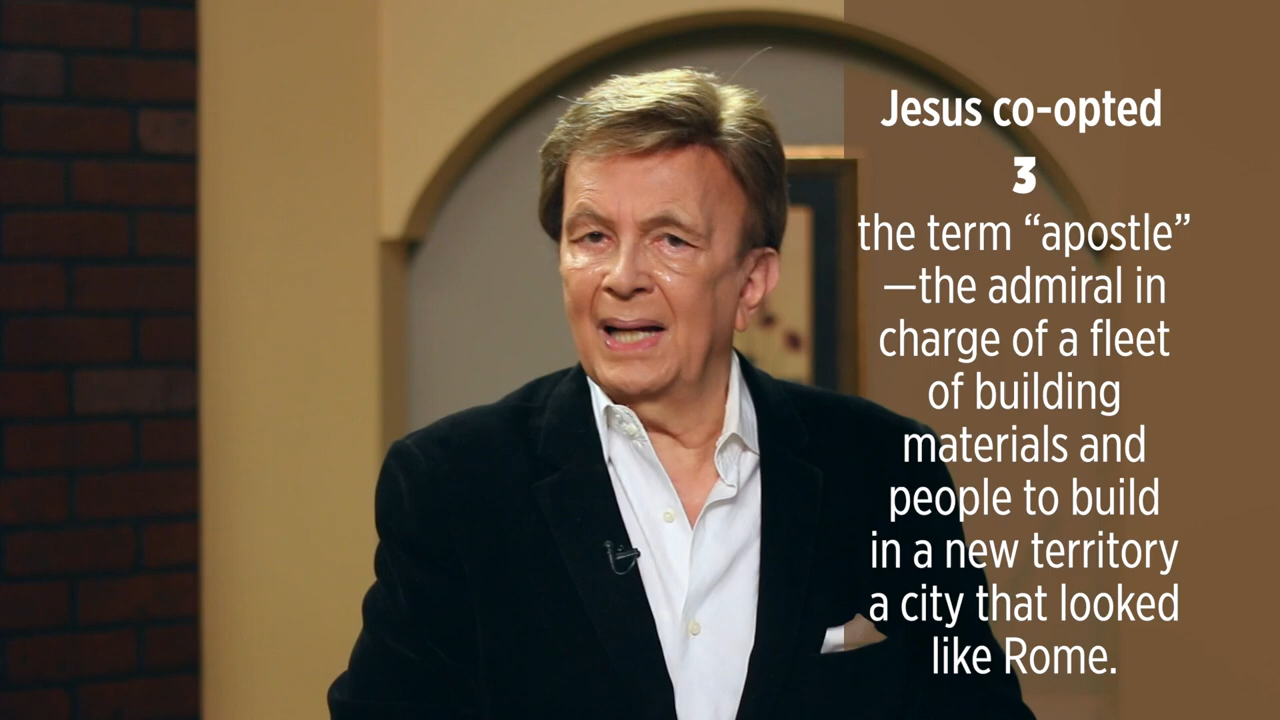 Jesus co-opted
3
the term “apostle”
—the admiral in
charge of a fleet
of building
materials and
people to build
in a new territory
a city that looked
like Rome.